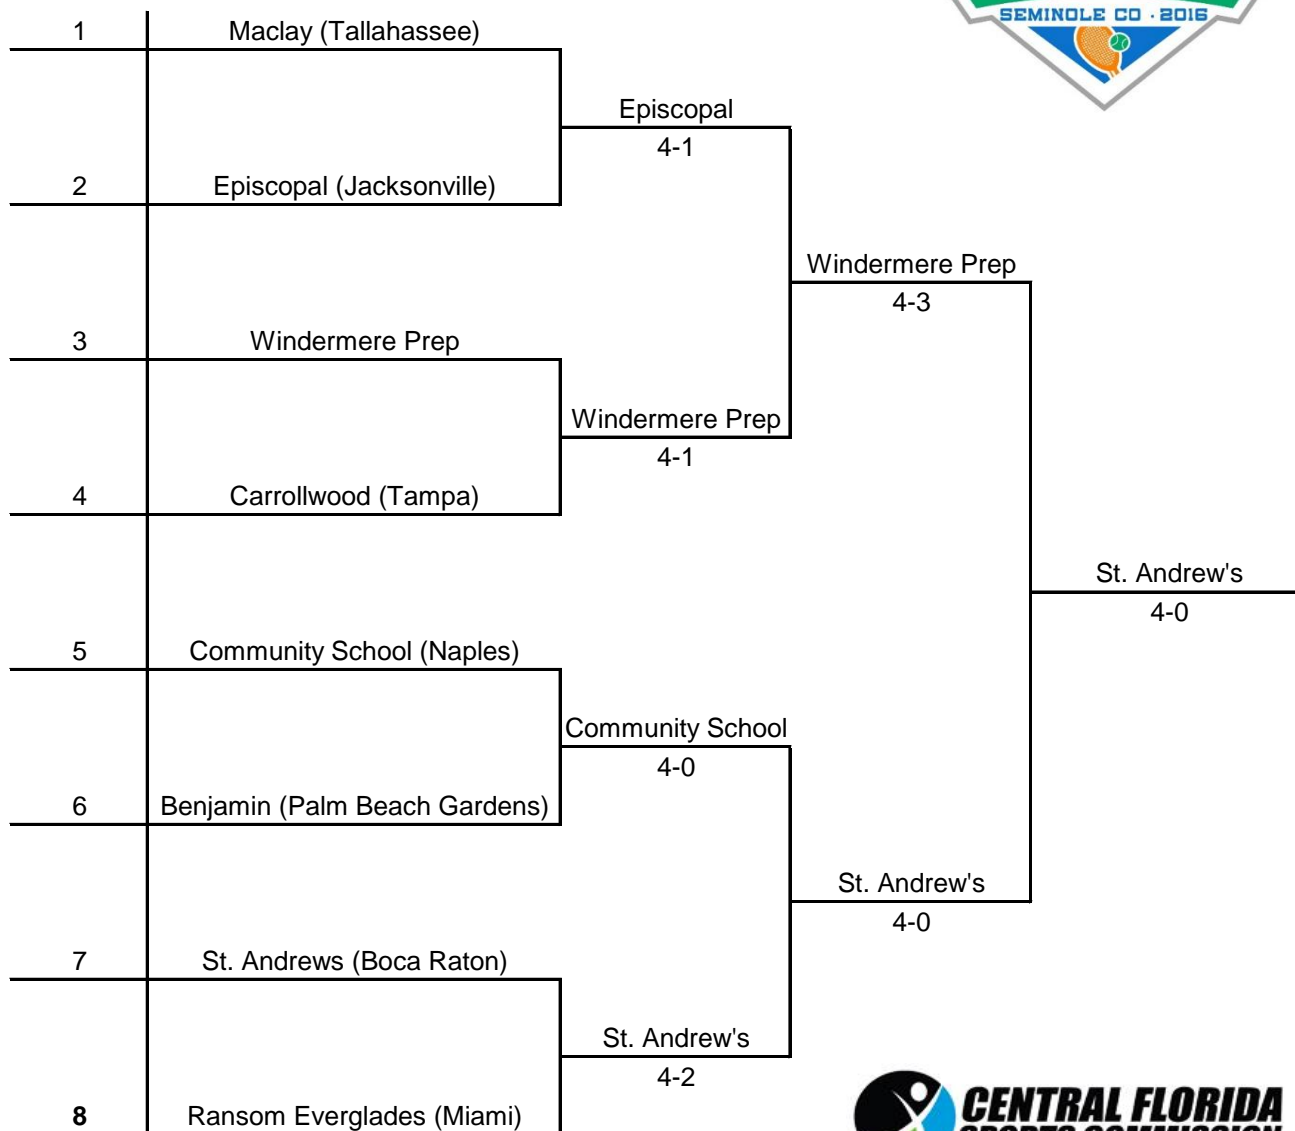 SEMINOLE CO · 2016
1 Maclay (Tallahassee)
Episcopal
4-1
2 Episcopal (Jacksonville)
Windermere Prep
4-3
3 Windermere Prep
Windermere Prep
4-1
4 Carrollwood (Tampa)
St. Andrew's
4-0
5 Community School (Naples)
Community School
4-0
6 Benjamin (Palm Beach Gardens)
St. Andrew's
4-0
7 St. Andrews (Boca Raton)
St. Andrew's
4-2
8 Ransom Everglades (Miami)
CENTRAL FLORIDA
SPORTS COMMISSION